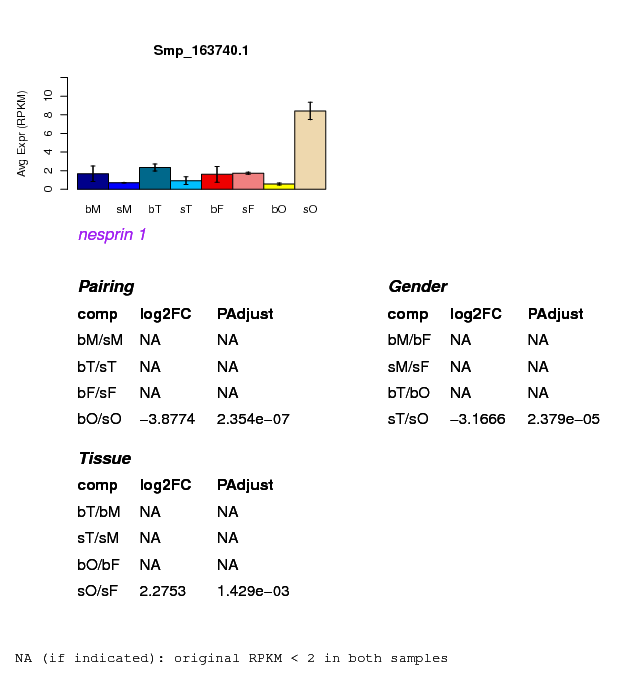 Smp_163740.1
Avg Expr (RPKM)
0 2 4 6 8 10
bM sM bT sT bF sF bO sO
nesprin 1
Pairing
comp log2FC PAdjust
bM/sM NA NA
bT/sT NA NA
bF/sF NA NA
bO/sO −3.8774 2.354e−07
Gender
comp log2FC PAdjust
bM/bF NA NA
sM/sF NA NA
bT/bO NA NA
sT/sO −3.1666 2.379e−05
Tissue
comp log2FC PAdjust
bT/bM NA NA
sT/sM NA NA
bO/bF NA NA
sO/sF 2.2753 1.429e−03
NA (if indicated): original RPKM < 2 in both samples